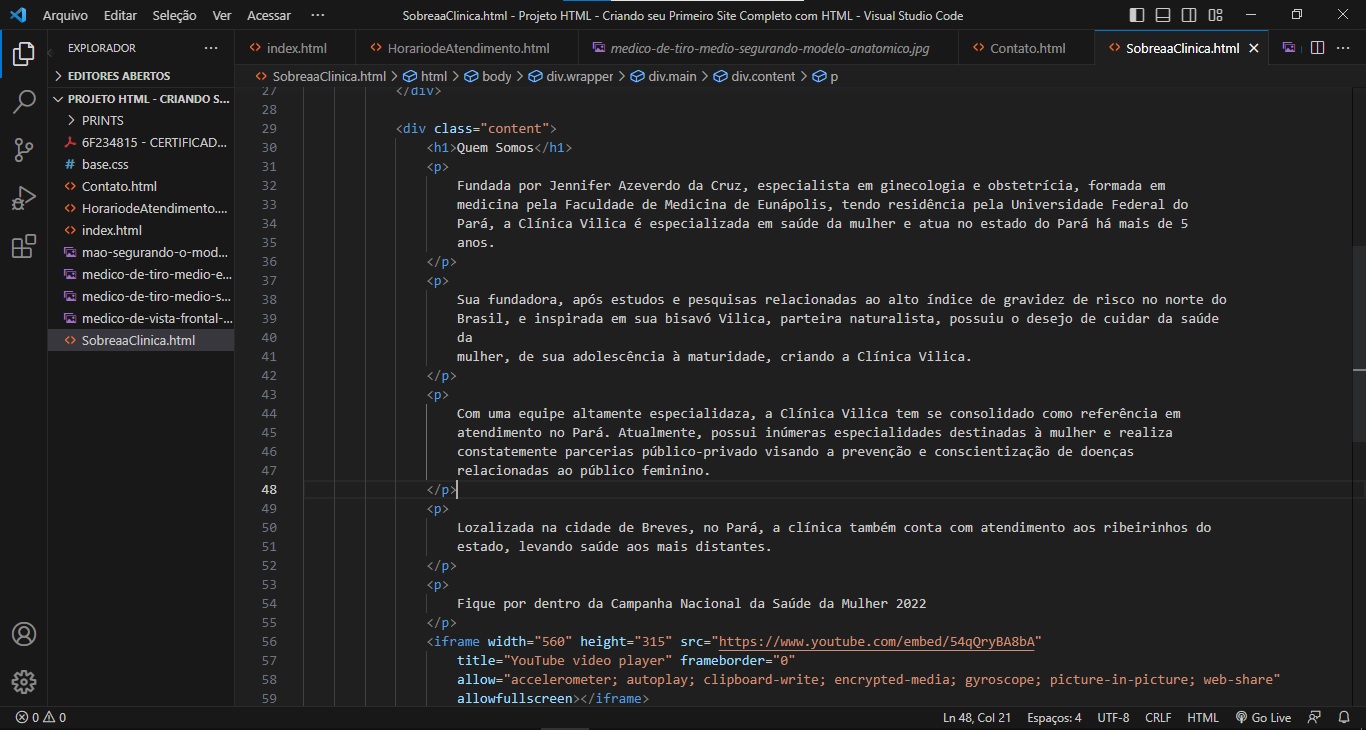 Arquivo Editar Seleção Ver Acessar ··· SobreaaClinica.html - Projeto HTML - Criando seu Primeiro Site Completo com HTML - Visual Studio Code
EXPLORADOR ···
index.html HorariodeAtendimento.html medico-de-tiro-medio-segurando-modelo-anatomico.jpg Contato.html SobreaaClinica.html ···
SobreaaClinica.html > html > body > div.wrapper > div.main > div.content > p
EDITORES ABERTOS
PROJETO HTML - CRIANDO S...
PRINTS
6F234815 - CERTIFICAD...
# base.css
Contato.html
HorariodeAtendimento....
index.html
mao-segurando-o-mod...
medico-de-tiro-medio-e...
medico-de-tiro-medio-s...
medico-de-vista-frontal-...
SobreaaClinica.html
27 </div>
28
29 <div class="content">
30 <h1>Quem Somos</h1>
31 <p>
32 Fundada por Jennifer Azeverdo da Cruz, especialista em ginecologia e obstetrícia, formada em
33 medicina pela Faculdade de Medicina de Eunápolis, tendo residência pela Universidade Federal do
34 Pará, a Clínica Vilica é especializada em saúde da mulher e atua no estado do Pará há mais de 5
35 anos.
36 </p>
37 <p>
38 Sua fundadora, após estudos e pesquisas relacionadas ao alto índice de gravidez de risco no norte do
39 Brasil, e inspirada em sua bisavó Vilica, parteira naturalista, possuiu o desejo de cuidar da saúde
40 da
41 mulher, de sua adolescência à maturidade, criando a Clínica Vilica.
42 </p>
43 <p>
44 Com uma equipe altamente especialidaza, a Clínica Vilica tem se consolidado como referência em
45 atendimento no Pará. Atualmente, possui inúmeras especialidades destinadas à mulher e realiza
46 constatemente parcerias público-privado visando a prevenção e conscientização de doenças
47 relacionadas ao público feminino.
48 </p>
49 <p>
50 Lozalizada na cidade de Breves, no Pará, a clínica também conta com atendimento aos ribeirinhos do
51 estado, levando saúde aos mais distantes.
52 </p>
53 <p>
54 Fique por dentro da Campanha Nacional da Saúde da Mulher 2022
55 </p>
56 <iframe width="560" height="315" src="https://www.youtube.com/embed/54qQryBA8bA"
57 title="YouTube video player" frameborder="0"
58 allow="accelerometer; autoplay; clipboard-write; encrypted-media; gyroscope; picture-in-picture; web-share"
59 allowfullscreen></iframe>
0 0 Ln 48, Col 21 Espaços: 4 UTF-8 CRLF HTML Go Live